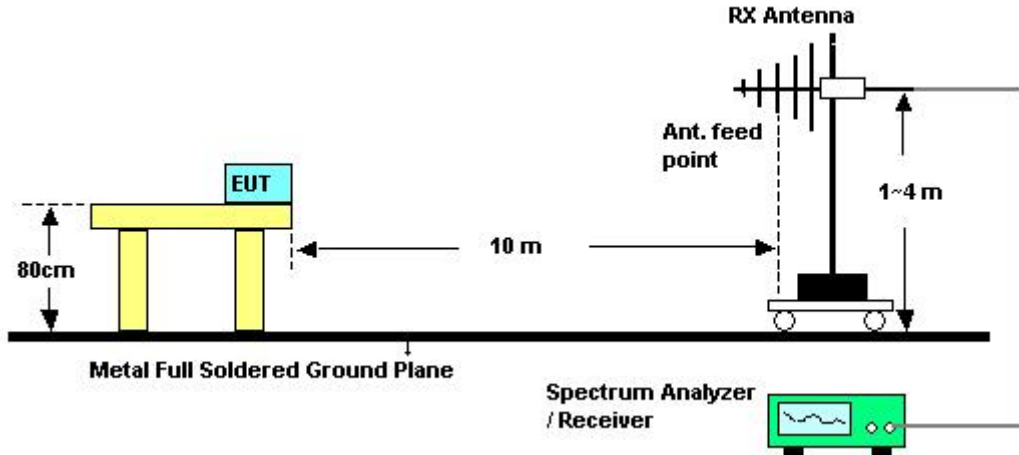 RX Antenna
Ant. feed
point
EUT
1~4 m
10 m
80cm
Metal Full Soldered Ground Plane
Spectrum Analyzer
/ Receiver